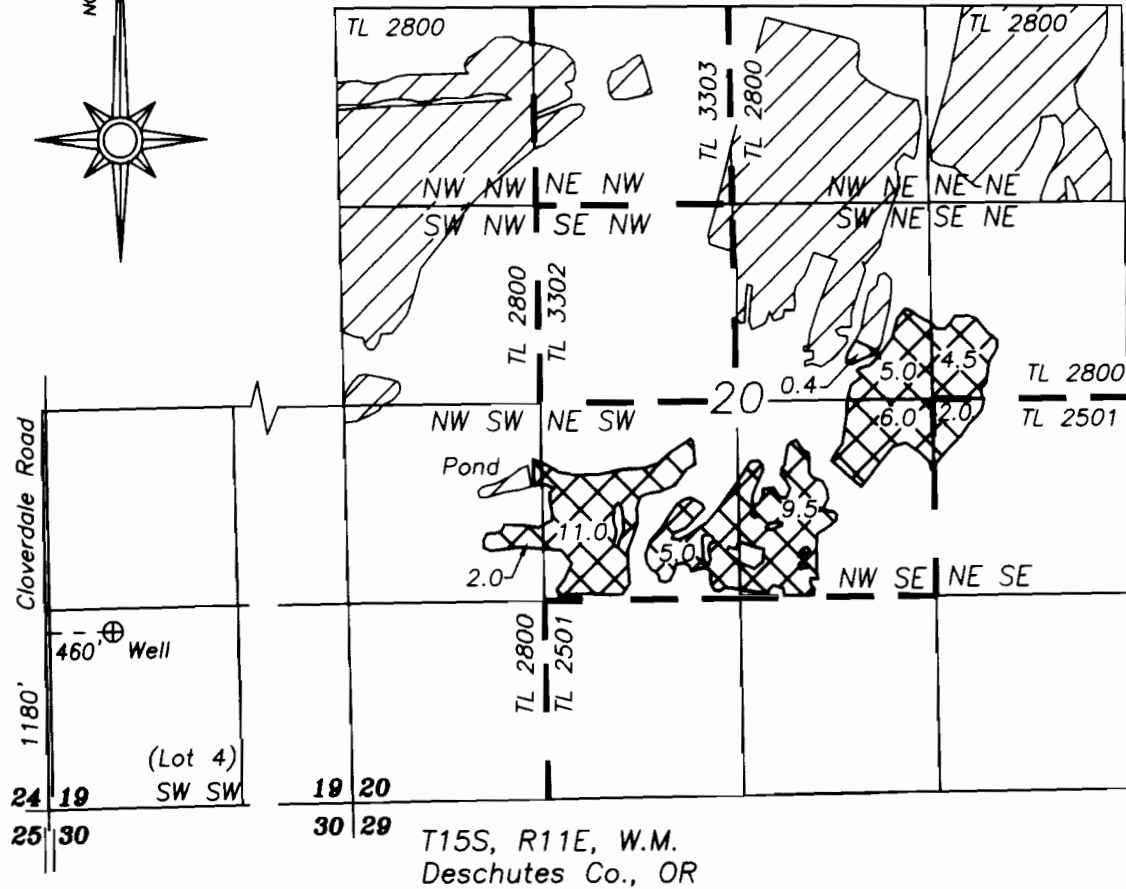 TL 2800
TL 2800
TL 3303
TL 2800
NW NW NE NW
NW NE NE NE
SW NW SE NW
SW NE SE NE
TL 2800
TL 3302
5.0 4.5
0.4
TL 2800
20
6.0 2.0
TL 2501
NW SW NE SW
Pond
Cloverdale Road
9.5
11.0
5.0
2.0
NW SE NE SE
460' Well
TL 2800
TL 2501
1180'
(Lot 4)
SW SW
24 19
19 20
25 30
30 29
T15S, R11E, W.M.
Deschutes Co., OR